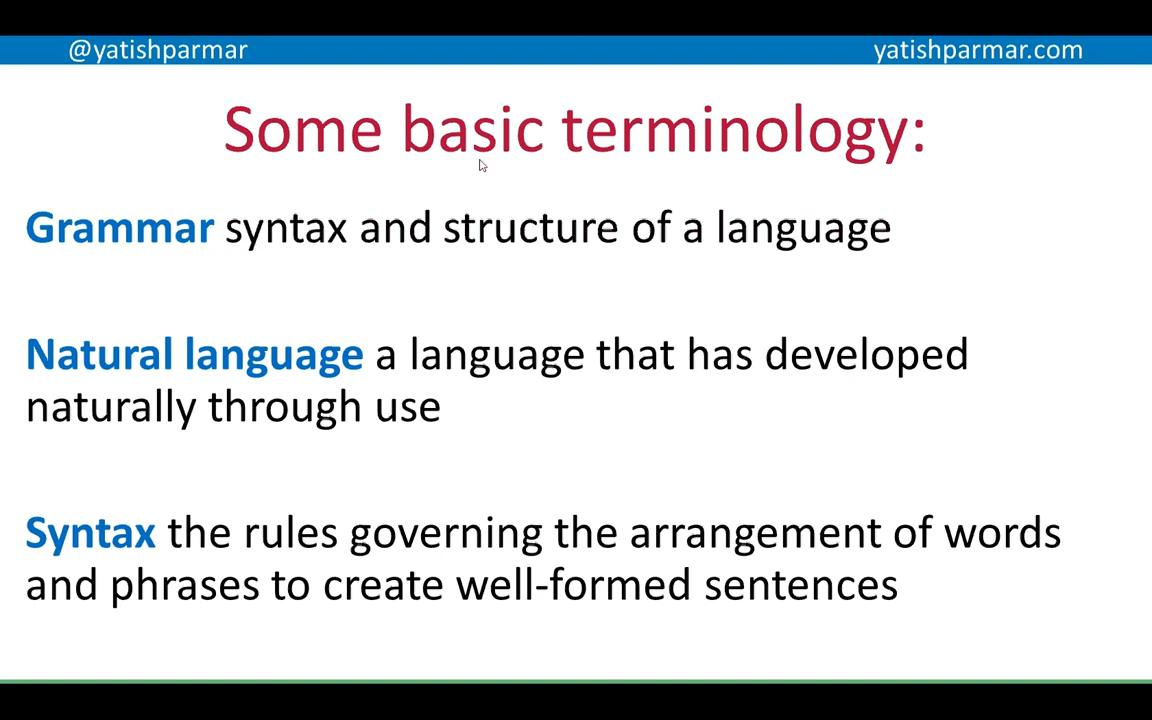 @yatishparmar
yatishparmar.com
Some basic terminology:
Grammar syntax and structure of a language
Natural language a language that has developed
naturally through use
Syntax the rules governing the arrangement of words
and phrases to create well-formed sentences